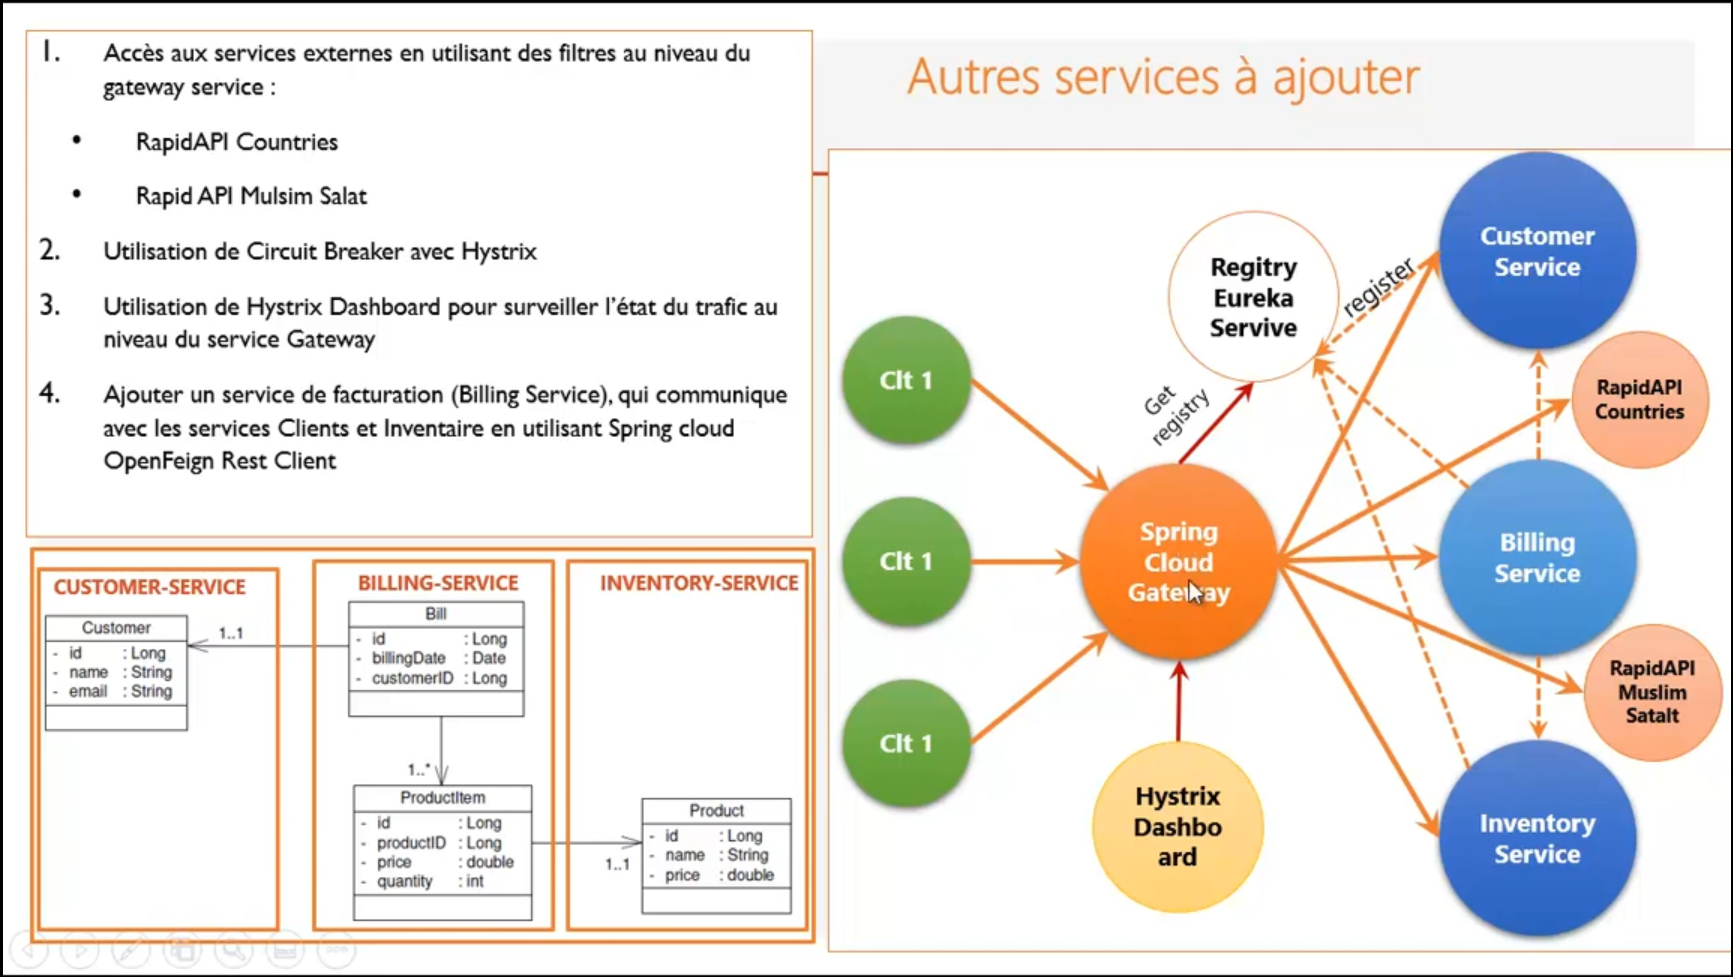 Autres services à ajouter
1. Accès aux services externes en utilisant des filtres au niveau du
gateway service :
• RapidAPI Countries
• Rapid API Mulsim Salat
2. Utilisation de Circuit Breaker avec Hystrix
3. Utilisation de Hystrix Dashboard pour surveiller l'état du trafic au
niveau du service Gateway
4. Ajouter un service de facturation (Billing Service), qui communique
avec les services Clients et Inventaire en utilisant Spring cloud
OpenFeign Rest Client
CUSTOMER-SERVICE
Customer
- id : Long
- name : String
- email : String
1..1
BILLING-SERVICE
Bill
- id : Long
- billingDate : Date
- customerID : Long
1..*
ProductItem
- id : Long
- productID : Long
- price : double
- quantity : int
1..1
INVENTORY-SERVICE
Product
- id : Long
- name : String
- price : double
Clt 1
Clt 1
Clt 1
Regitry
Eureka
Servive
register
Get
registry
Spring
Cloud
Gateway
Hystrix
Dashbo
ard
Customer
Service
RapidAPI
Countries
Billing
Service
RapidAPI
Muslim
Satalt
Inventory
Service